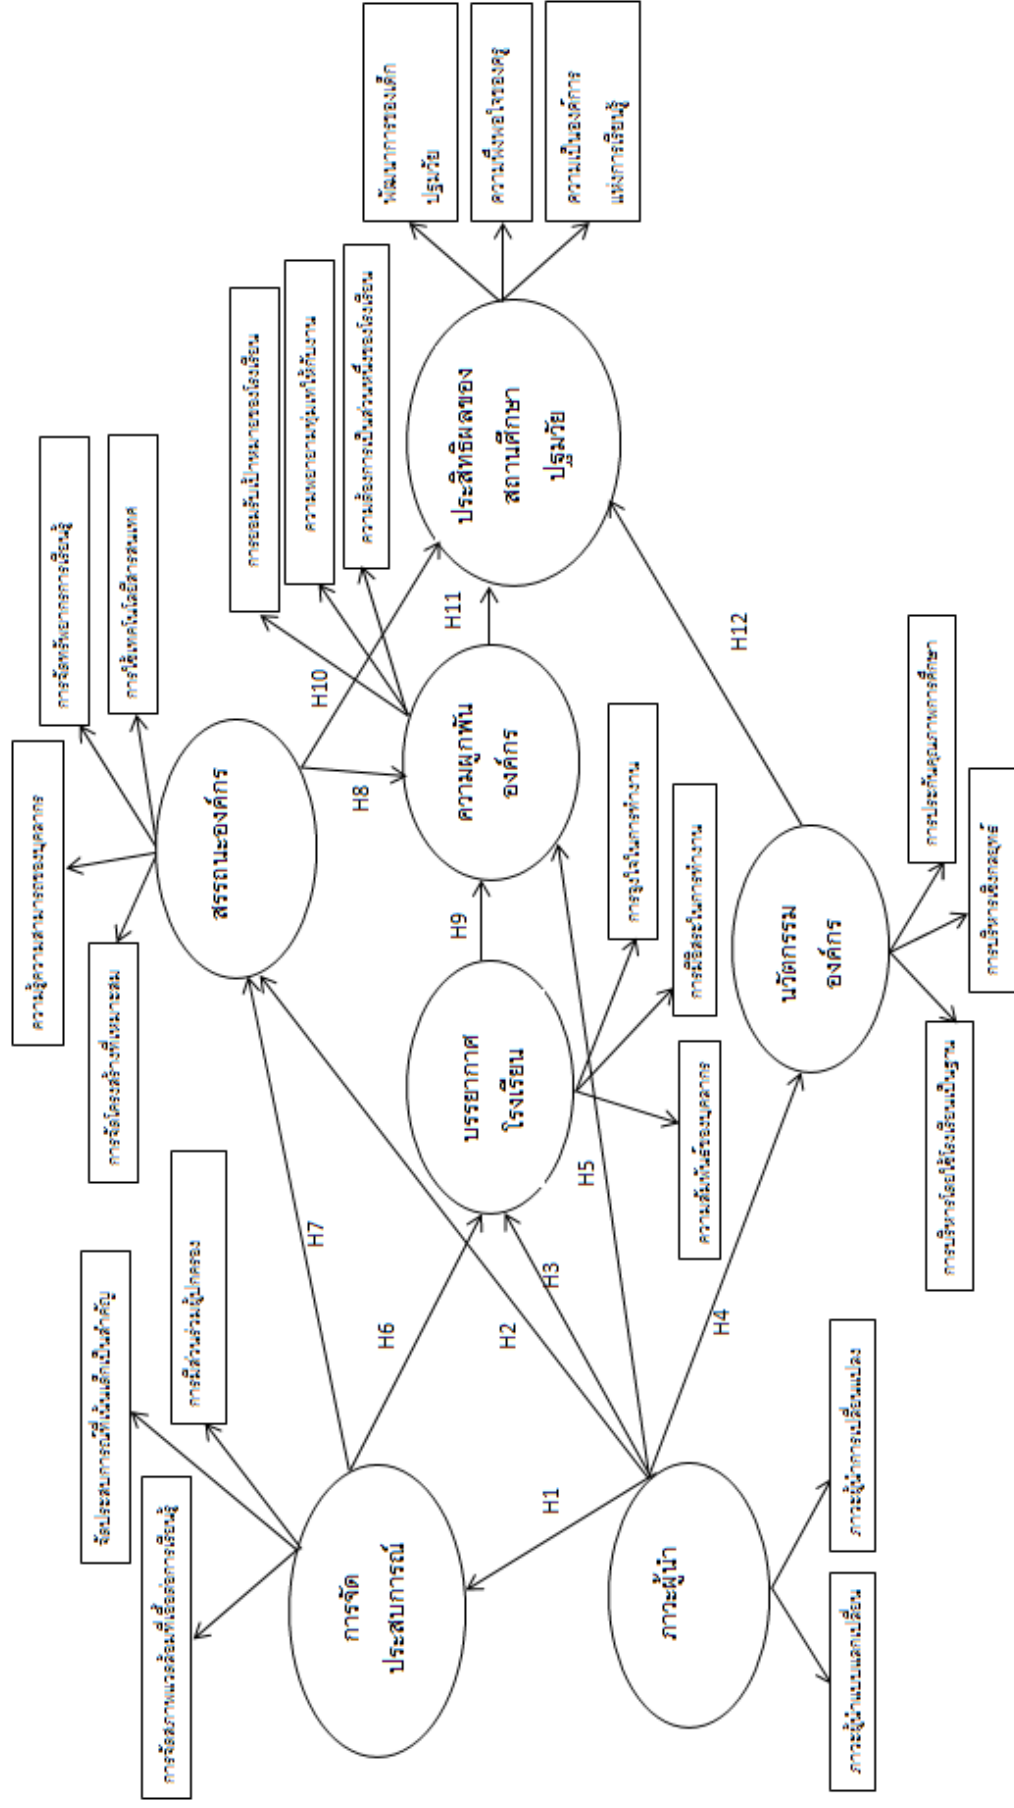 การจัดสภาพแวดล้อมที่เอื้อต่อการเรียนรู้
จัดประสบการณ์ที่เน้นเด็กเป็นสำคัญ
การมีส่วนร่วมผู้ปกครอง
การจัด
ประสบการณ์
ภาวะผู้นำ
ภาวะผู้นำแบบแลกเปลี่ยน
ภาวะผู้นำการเปลี่ยนแปลง
H1
H2
H3
H4
H5
H6
H7
ความรู้ความสามารถของบุคลากร
การจัดโครงสร้างที่เหมาะสม
การจัดทรัพยากรการเรียนรู้
การใช้เทคโนโลยีสารสนเทศ
สรรถนะองค์กร
บรรยากาศ
โรงเรียน
ความสัมพันธ์ของบุคลากร
การมีอิสระในการทำงาน
การจูงใจในการทำงาน
นวัตกรรม
องค์กร
การบริหารโดยใช้โรงเรียนเป็นฐาน
การบริหารเชิงกลยุทธ์
การประกันคุณภาพการศึกษา
H8
H9
H10
H11
H12
ความผูกพัน
องค์กร
การยอมรับเป้าหมายของโรงเรียน
ความพยายามทุ่มเทให้กับงาน
ความต้องการเป็นส่วนหนึ่งของโรงเรียน
ประสิทธิผลของ
สถานศึกษา
ปฐมวัย
พัฒนาการของเด็ก
ปฐมวัย
ความพึงพอใจของครู
ความเป็นองค์การ
แห่งการเรียนรู้